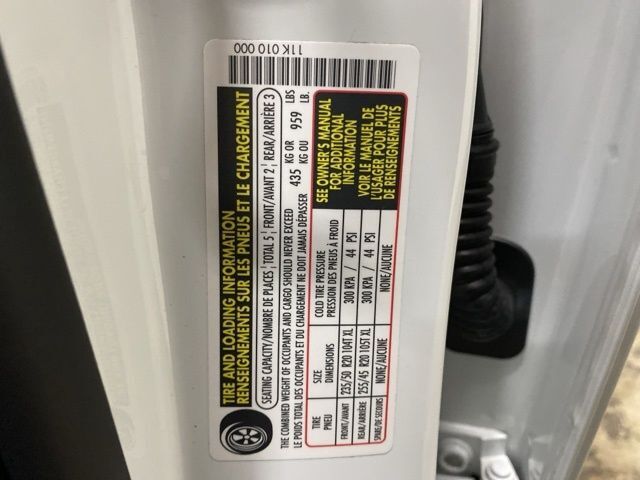 TIRE AND LOADING INFORMATION
RENSEIGNEMENTS SUR LES PNEUS ET LE CHARGEMENT
SEATING CAPACITY/NOMBRE DE PLACES TOTAL 5 FRONT/AVANT 2 REAR/ARRIÈRE 3
THE COMBINED WEIGHT OF OCCUPANTS AND CARGO SHOULD NEVER EXCEED 435 KG OR 959 LBS
LE POIDS TOTAL DES OCCUPANTS ET DU CHARGEMENT NE DOIT JAMAIS DÉPASSER KG OU LB.
TIRE SIZE COLD TIRE PRESSURE
PNEU DIMENSIONS PRESSION DES PNEUS À FROID
FRONT/AVANT 235/50 R20 104T XL 300 KPA / 44 PSI
REAR/ARRIÈRE 255/45 R20 105T XL 300 KPA / 44 PSI
SPARE/DE SECOURS NONE/AUCUNE NONE/AUCUNE
SEE OWNER'S MANUAL
FOR ADDITIONAL
INFORMATION
VOIR LE MANUEL DE
L'USAGER POUR PLUS
DE RENSEIGNEMENTS
11K 010 000